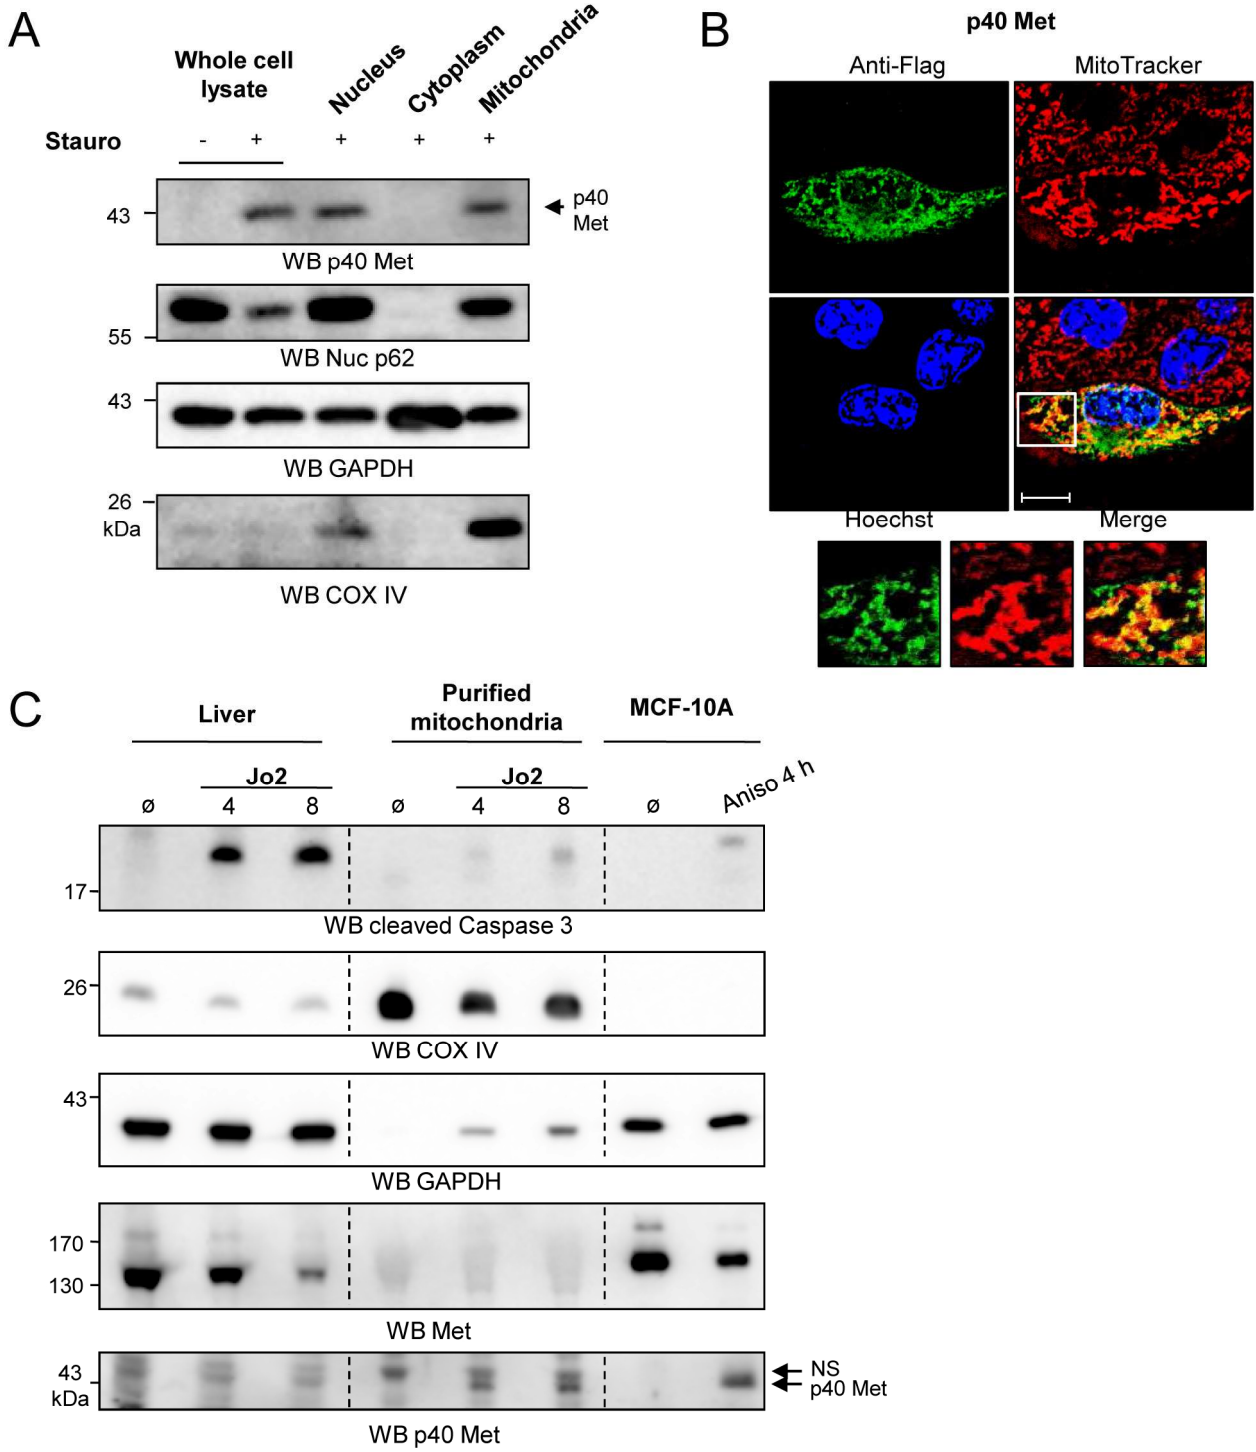 A
Whole cell
lysate
Nucleus
Cytoplasm
Mitochondria
Stauro - + + + +
43
p40
Met
WB p40 Met
55
WB Nuc p62
43
WB GAPDH
26
kDa
WB COX IV
B
p40 Met
Anti-Flag MitoTracker
Hoechst Merge
C
Liver
Purified
mitochondria
MCF-10A
Jo2 Jo2
ø 4 8 ø 4 8 ø Aniso 4 h
17
WB cleaved Caspase 3
26
WB COX IV
43
WB GAPDH
170
130
WB Met
43
kDa
NS
p40 Met
WB p40 Met